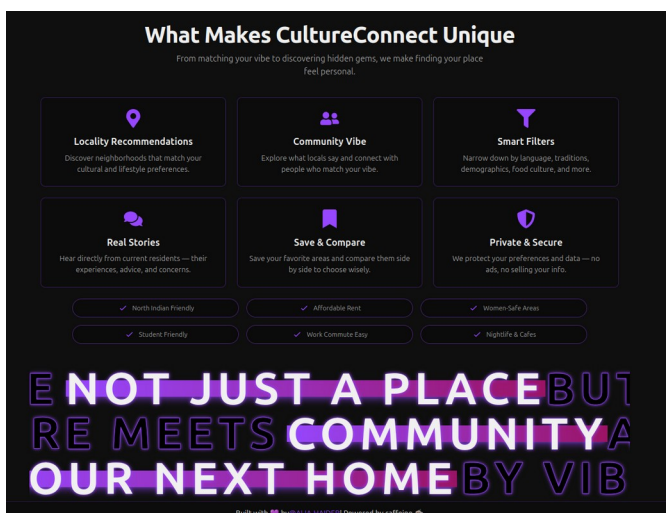 What Makes CultureConnect Unique
From matching your vibe to discovering hidden gems, we make finding your place
feel personal.
Locality Recommendations
Discover neighborhoods that match your
cultural and lifestyle preferences.
Community Vibe
Explore what locals say and connect with
people who match your vibe.
Smart Filters
Narrow down by language, traditions,
demographics, food culture, and more.
Real Stories
Hear directly from current residents — their
experiences, advice, and concerns.
Save & Compare
Save your favorite areas and compare them side
by side to choose wisely.
Private & Secure
We protect your preferences and data — no
ads, no selling your info.
North Indian Friendly
Affordable Rent
Women-Safe Areas
Student Friendly
Work Commute Easy
Nightlife & Cafes
E NOT JUST A PLACE BUT
RE MEETS COMMUNITY A
OUR NEXT HOME BY VIB
Built with by Powered by caffeine